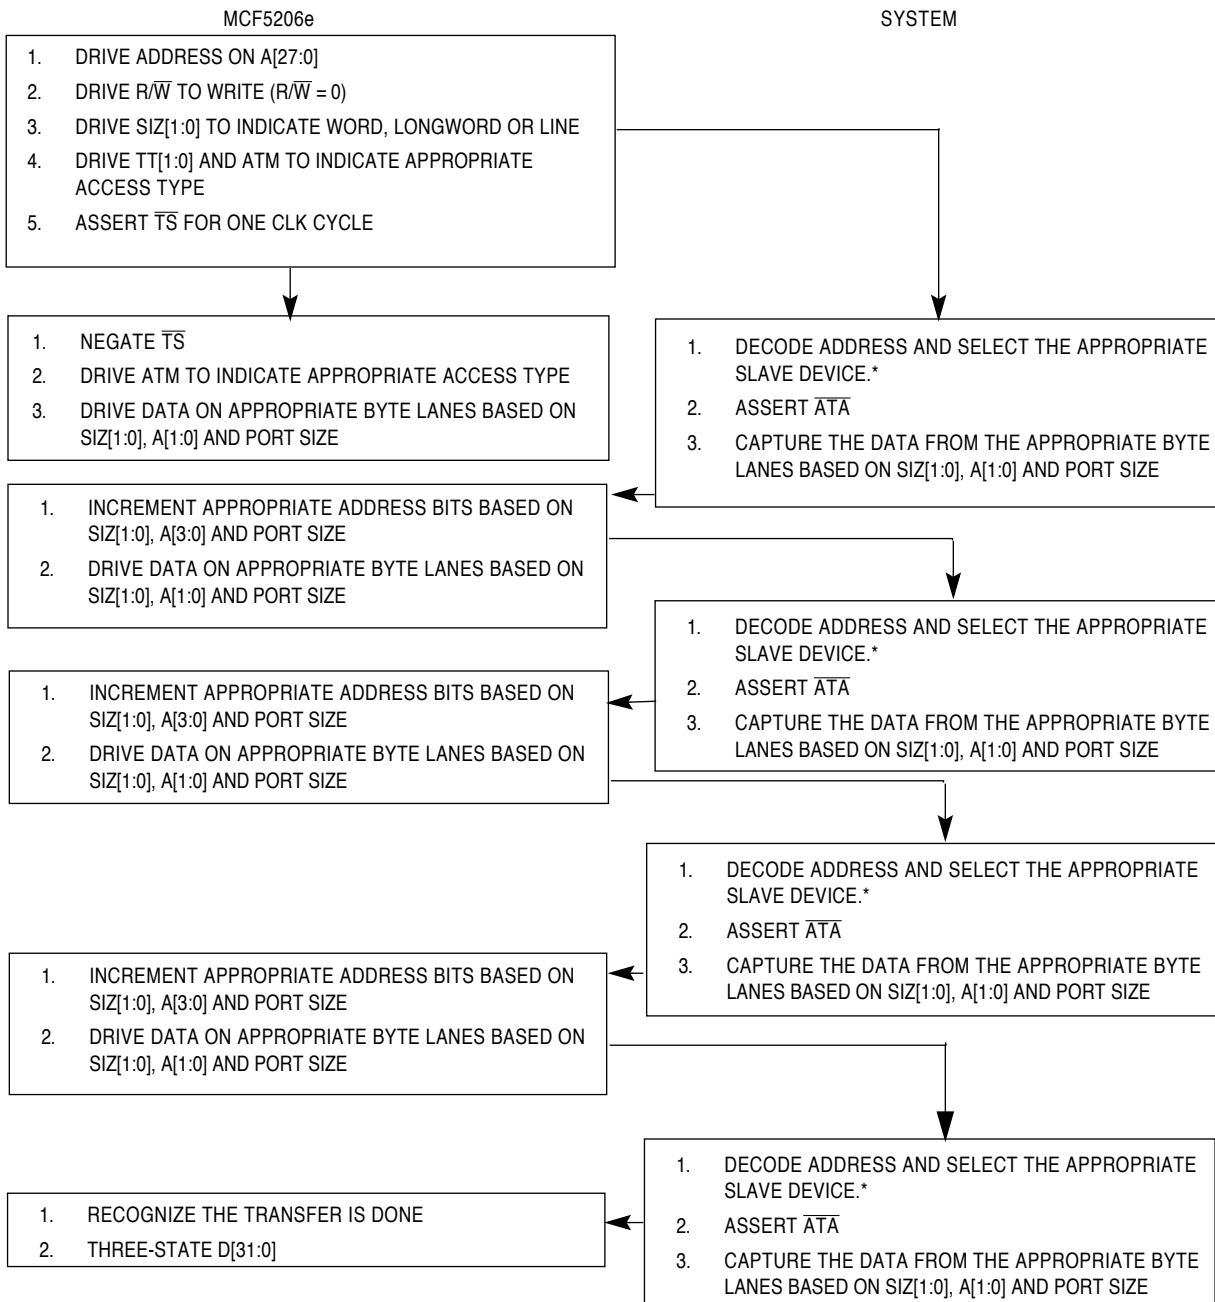 MCF5206e
SYSTEM
1. DRIVE ADDRESS ON A[27:0]
2. DRIVE R/W̅ TO WRITE (R/W̅ = 0)
3. DRIVE SIZ[1:0] TO INDICATE WORD, LONGWORD OR LINE
4. DRIVE TT[1:0] AND ATM TO INDICATE APPROPRIATE
ACCESS TYPE
5. ASSERT T̅S̅ FOR ONE CLK CYCLE
1. NEGATE T̅S̅
2. DRIVE ATM TO INDICATE APPROPRIATE ACCESS TYPE
3. DRIVE DATA ON APPROPRIATE BYTE LANES BASED ON
SIZ[1:0], A[1:0] AND PORT SIZE
1. DECODE ADDRESS AND SELECT THE APPROPRIATE
SLAVE DEVICE.*
2. ASSERT A̅T̅A̅
3. CAPTURE THE DATA FROM THE APPROPRIATE BYTE
LANES BASED ON SIZ[1:0], A[1:0] AND PORT SIZE
1. INCREMENT APPROPRIATE ADDRESS BITS BASED ON
SIZ[1:0], A[3:0] AND PORT SIZE
2. DRIVE DATA ON APPROPRIATE BYTE LANES BASED ON
SIZ[1:0], A[1:0] AND PORT SIZE
1. DECODE ADDRESS AND SELECT THE APPROPRIATE
SLAVE DEVICE.*
2. ASSERT A̅T̅A̅
3. CAPTURE THE DATA FROM THE APPROPRIATE BYTE
LANES BASED ON SIZ[1:0], A[1:0] AND PORT SIZE
1. INCREMENT APPROPRIATE ADDRESS BITS BASED ON
SIZ[1:0], A[3:0] AND PORT SIZE
2. DRIVE DATA ON APPROPRIATE BYTE LANES BASED ON
SIZ[1:0], A[1:0] AND PORT SIZE
1. DECODE ADDRESS AND SELECT THE APPROPRIATE
SLAVE DEVICE.*
2. ASSERT A̅T̅A̅
3. CAPTURE THE DATA FROM THE APPROPRIATE BYTE
LANES BASED ON SIZ[1:0], A[1:0] AND PORT SIZE
1. INCREMENT APPROPRIATE ADDRESS BITS BASED ON
SIZ[1:0], A[3:0] AND PORT SIZE
2. DRIVE DATA ON APPROPRIATE BYTE LANES BASED ON
SIZ[1:0], A[1:0] AND PORT SIZE
1. DECODE ADDRESS AND SELECT THE APPROPRIATE
SLAVE DEVICE.*
2. ASSERT A̅T̅A̅
3. CAPTURE THE DATA FROM THE APPROPRIATE BYTE
LANES BASED ON SIZ[1:0], A[1:0] AND PORT SIZE
1. RECOGNIZE THE TRANSFER IS DONE
2. THREE-STATE D[31:0]